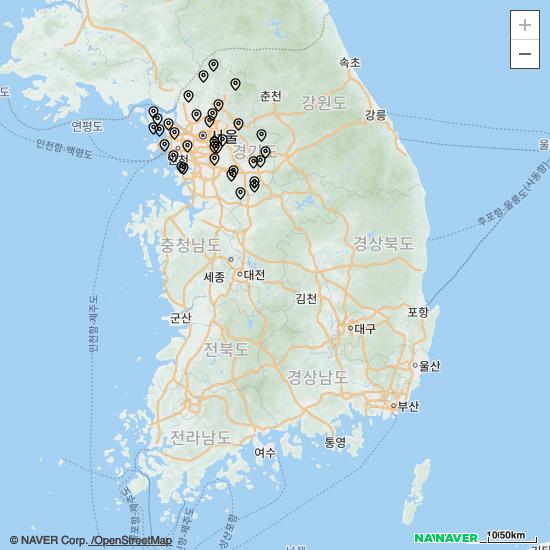 +
−
속초
춘천
강원도
강릉
연평도
서울
인천항-백령도
인천
경기도
울
후포항-울릉도(사동항)
경상북도
충청남도
세종
대전
인천항-제주도
김천
포항
군산
대구
전북도
울산
경상남도
부산
전라남도
통영
여수
© NAVER Corp. /OpenStreetMap
NAVER
10/50km